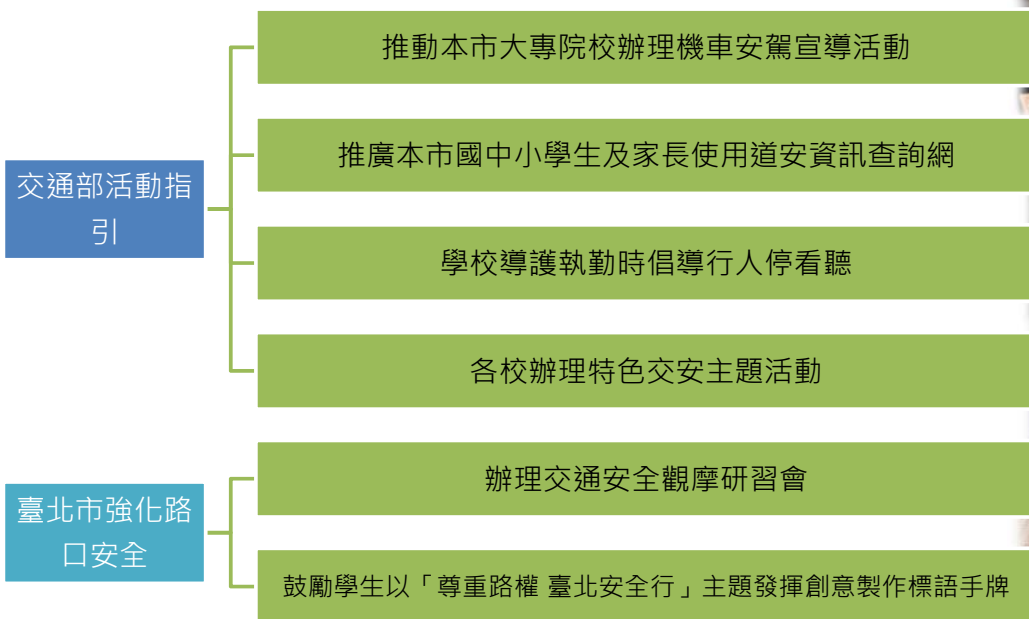 交通部活動指
引
推動本市大專院校辦理機車安駕宣導活動
推廣本市國中小學生及家長使用道安資訊查詢網
學校導護執勤時倡導行人停看聽
各校辦理特色交安主題活動
臺北市強化路
口安全
辦理交通安全觀摩研習會
鼓勵學生以「尊重路權 臺北安全行」主題發揮創意製作標語手牌